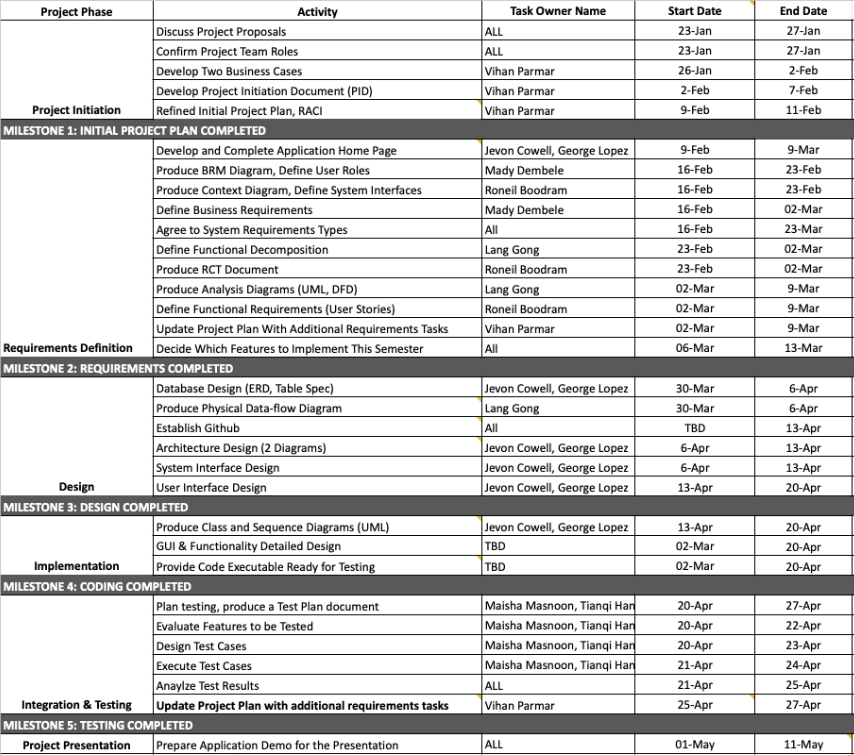 Project Phase Activity Task Owner Name Start Date End Date
Discuss Project Proposals ALL 23-Jan 27-Jan
Confirm Project Team Roles ALL 23-Jan 27-Jan
Develop Two Business Cases Vihan Parmar 26-Jan 2-Feb
Develop Project Initiation Document (PID) Vihan Parmar 2-Feb 7-Feb
Project Initiation Refined Initial Project Plan, RACI Vihan Parmar 9-Feb 11-Feb
MILESTONE 1: INITIAL PROJECT PLAN COMPLETED
Develop and Complete Application Home Page Jevon Cowell, George Lopez 9-Feb 9-Mar
Produce BRM Diagram, Define User Roles Mady Dembele 16-Feb 23-Feb
Produce Context Diagram, Define System Interfaces Roneil Boodram 16-Feb 23-Feb
Define Business Requirements Mady Dembele 16-Feb 02-Mar
Agree to System Requirements Types All 16-Feb 23-Mar
Define Functional Decomposition Lang Gong 23-Feb 02-Mar
Produce RCT Document Roneil Boodram 23-Feb 02-Mar
Produce Analysis Diagrams (UML, DFD) Lang Gong 02-Mar 9-Mar
Define Functional Requirements (User Stories) Roneil Boodram 02-Mar 9-Mar
Update Project Plan With Additional Requirements Tasks Vihan Parmar 02-Mar 9-Mar
Requirements Definition Decide Which Features to Implement This Semester All 06-Mar 13-Mar
MILESTONE 2: REQUIREMENTS COMPLETED
Database Design (ERD, Table Spec) Jevon Cowell, George Lopez 30-Mar 6-Apr
Produce Physical Data-flow Diagram Lang Gong 30-Mar 6-Apr
Establish Github All TBD 13-Apr
Architecture Design (2 Diagrams) Jevon Cowell, George Lopez 6-Apr 13-Apr
System Interface Design Jevon Cowell, George Lopez 6-Apr 13-Apr
Design User Interface Design Jevon Cowell, George Lopez 13-Apr 20-Apr
MILESTONE 3: DESIGN COMPLETED
Produce Class and Sequence Diagrams (UML) Jevon Cowell, George Lopez 13-Apr 20-Apr
GUI & Functionality Detailed Design TBD 02-Mar 20-Apr
Implementation Provide Code Executable Ready for Testing TBD 02-Mar 20-Apr
MILESTONE 4: CODING COMPLETED
Plan testing, produce a Test Plan document Maisha Masnoon, Tianqi Han 20-Apr 27-Apr
Evaluate Features to be Tested Maisha Masnoon, Tianqi Han 20-Apr 22-Apr
Design Test Cases Maisha Masnoon, Tianqi Han 20-Apr 23-Apr
Execute Test Cases Maisha Masnoon, Tianqi Han 21-Apr 24-Apr
Anaylze Test Results ALL 21-Apr 25-Apr
Integration & Testing Update Project Plan with additional requirements tasks Vihan Parmar 25-Apr 27-Apr
MILESTONE 5: TESTING COMPLETED
Project Presentation Prepare Application Demo for the Presentation ALL 01-May 11-May